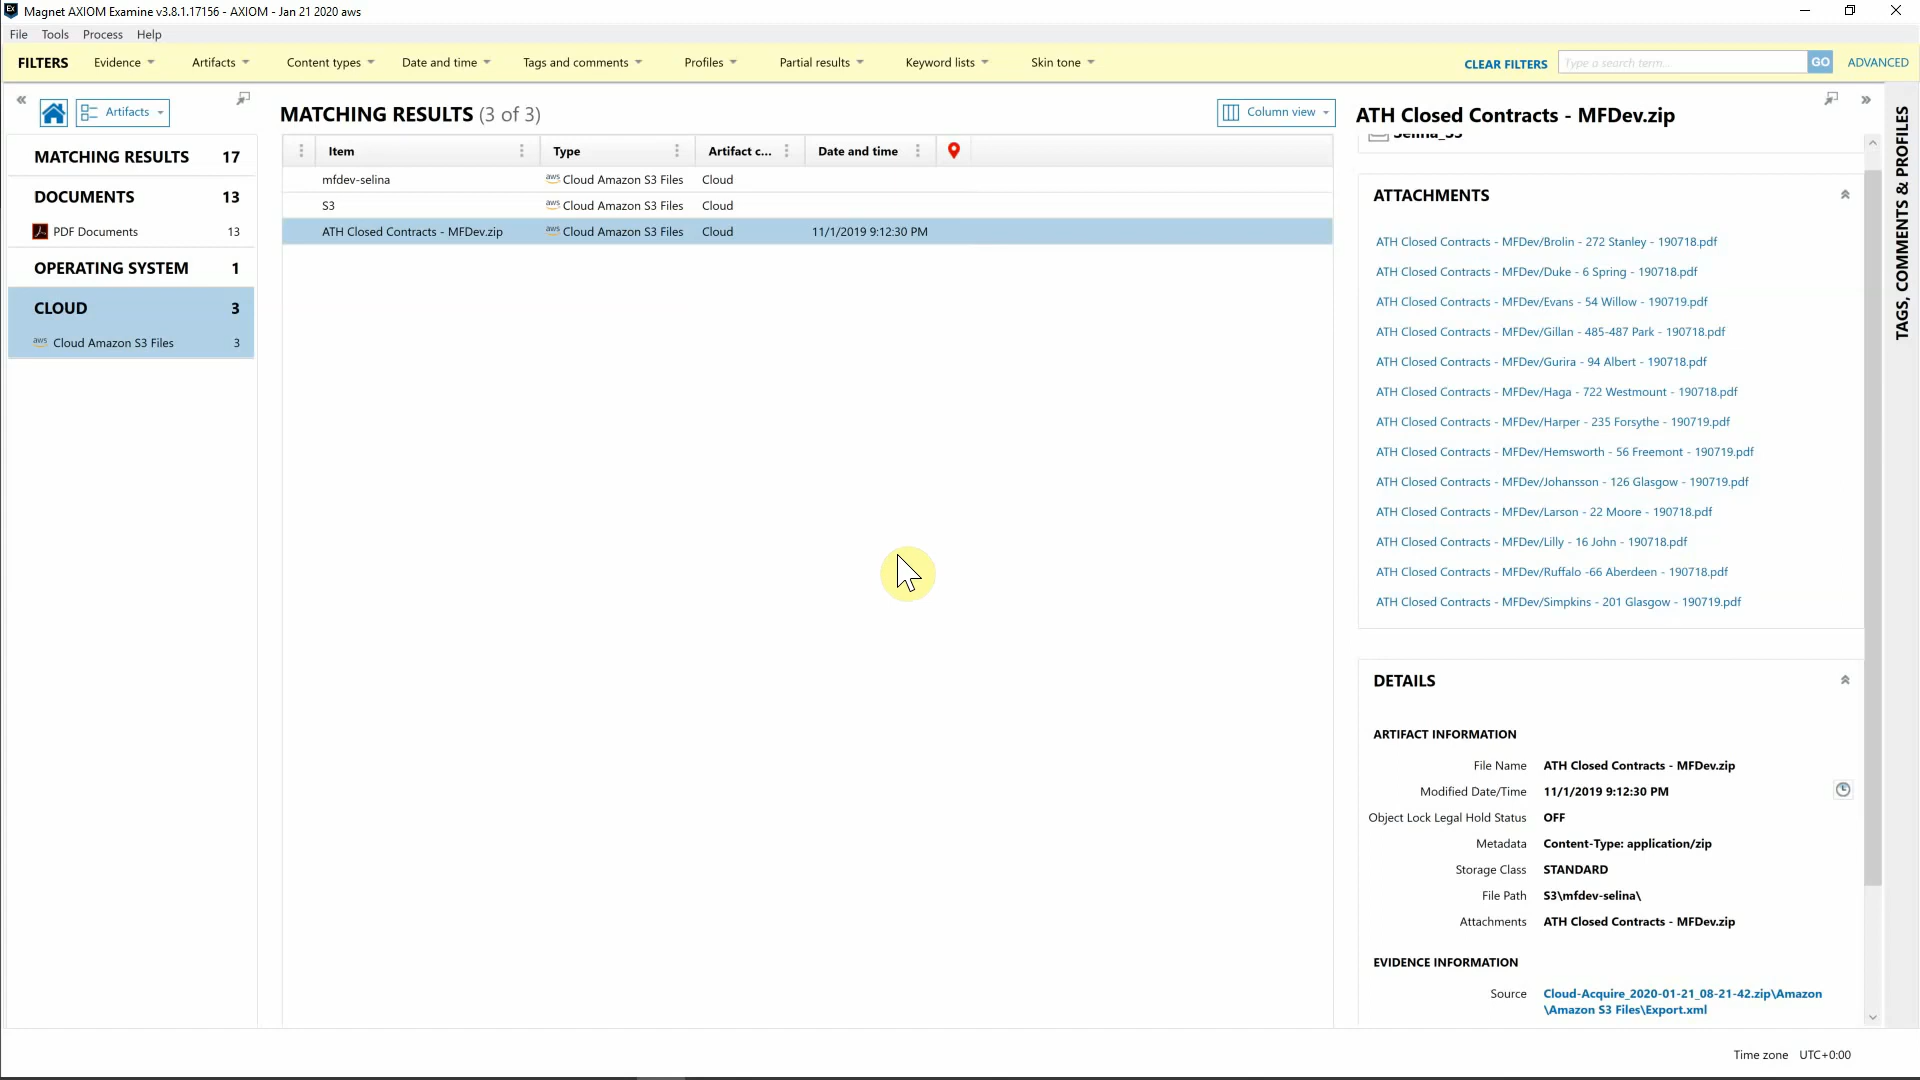 Magnet AXIOM Examine v3.8.1.17156 - AXIOM - Jan 21 2020 aws
File Tools Process Help
FILTERS Evidence Artifacts Content types Date and time Tags and comments Profiles Partial results Keyword lists Skin tone CLEAR FILTERS Type a search term... GO ADVANCED
Artifacts
MATCHING RESULTS 17
DOCUMENTS 13
PDF Documents 13
OPERATING SYSTEM 1
CLOUD 3
aws Cloud Amazon S3 Files 3
MATCHING RESULTS (3 of 3)
Column view
Item Type Artifact c... Date and time
mfdev-selina aws Cloud Amazon S3 Files Cloud
S3 aws Cloud Amazon S3 Files Cloud
ATH Closed Contracts - MFDev.zip aws Cloud Amazon S3 Files Cloud 11/1/2019 9:12:30 PM
ATH Closed Contracts - MFDev.zip
Selina_S3
ATTACHMENTS
ATH Closed Contracts - MFDev/Brolin - 272 Stanley - 190718.pdf
ATH Closed Contracts - MFDev/Duke - 6 Spring - 190718.pdf
ATH Closed Contracts - MFDev/Evans - 54 Willow - 190719.pdf
ATH Closed Contracts - MFDev/Gillan - 485-487 Park - 190718.pdf
ATH Closed Contracts - MFDev/Gurira - 94 Albert - 190718.pdf
ATH Closed Contracts - MFDev/Haga - 722 Westmount - 190718.pdf
ATH Closed Contracts - MFDev/Harper - 235 Forsythe - 190719.pdf
ATH Closed Contracts - MFDev/Hemsworth - 56 Freemont - 190719.pdf
ATH Closed Contracts - MFDev/Johansson - 126 Glasgow - 190719.pdf
ATH Closed Contracts - MFDev/Larson - 22 Moore - 190718.pdf
ATH Closed Contracts - MFDev/Lilly - 16 John - 190718.pdf
ATH Closed Contracts - MFDev/Ruffalo -66 Aberdeen - 190718.pdf
ATH Closed Contracts - MFDev/Simpkins - 201 Glasgow - 190719.pdf
DETAILS
ARTIFACT INFORMATION
File Name ATH Closed Contracts - MFDev.zip
Modified Date/Time 11/1/2019 9:12:30 PM
Object Lock Legal Hold Status OFF
Metadata Content-Type: application/zip
Storage Class STANDARD
File Path S3\mfdev-selina\
Attachments ATH Closed Contracts - MFDev.zip
EVIDENCE INFORMATION
Source Cloud-Acquire_2020-01-21_08-21-42.zip\Amazon
\Amazon S3 Files\Export.xml
TAGS, COMMENTS & PROFILES
Time zone UTC+0:00